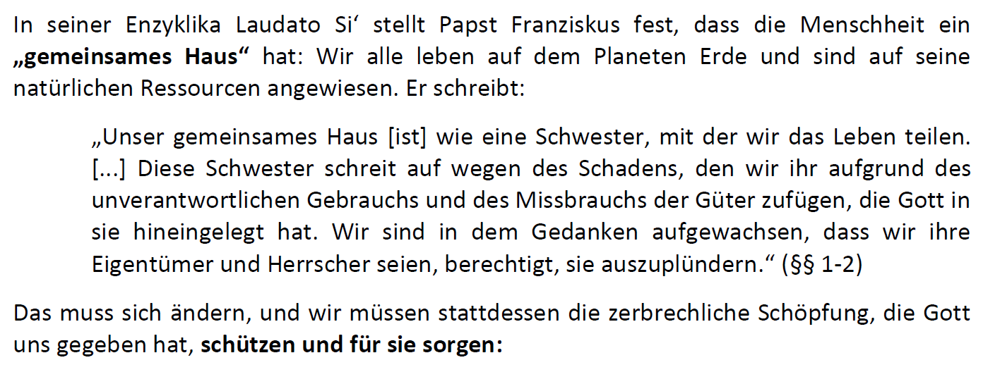 In seiner Enzyklika Laudato Si‘ stellt Papst Franziskus fest, dass die Menschheit ein
„gemeinsames Haus“ hat: Wir alle leben auf dem Planeten Erde und sind auf seine
natürlichen Ressourcen angewiesen. Er schreibt:
„Unser gemeinsames Haus [ist] wie eine Schwester, mit der wir das Leben teilen.
[...] Diese Schwester schreit auf wegen des Schadens, den wir ihr aufgrund des
unverantwortlichen Gebrauchs und des Missbrauchs der Güter zufügen, die Gott in
sie hineingelegt hat. Wir sind in dem Gedanken aufgewachsen, dass wir ihre
Eigentümer und Herrscher seien, berechtigt, sie auszuplündern.“ (§§ 1-2)
Das muss sich ändern, und wir müssen stattdessen die zerbrechliche Schöpfung, die Gott
uns gegeben hat, schützen und für sie sorgen: